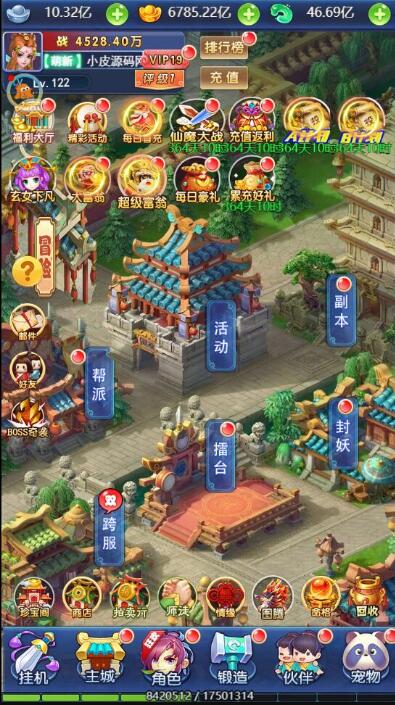 10.32亿 6785.22亿 46.69亿
战 4528.40万
VIP19
排行榜
【萌新】 小皮源码网
评级7
充值
Lv. 122
福利大厅 精彩活动 每日首充 仙魔大战 充值返利
364天10时 364天10时 364天10时 364天10时
玄女下凡 大富翁 超级富翁 每日豪礼 累充好礼
364天10时
冒险
副本
活动
邮件
好友
帮派
BOSS奇袭
封妖
擂台
双
跨服
珍宝阁 商店 拍卖行 师徒 情缘 图腾 命格 回收
狂欢
挂机 主城 角色 锻造 伙伴 宠物
8420512 / 17501314